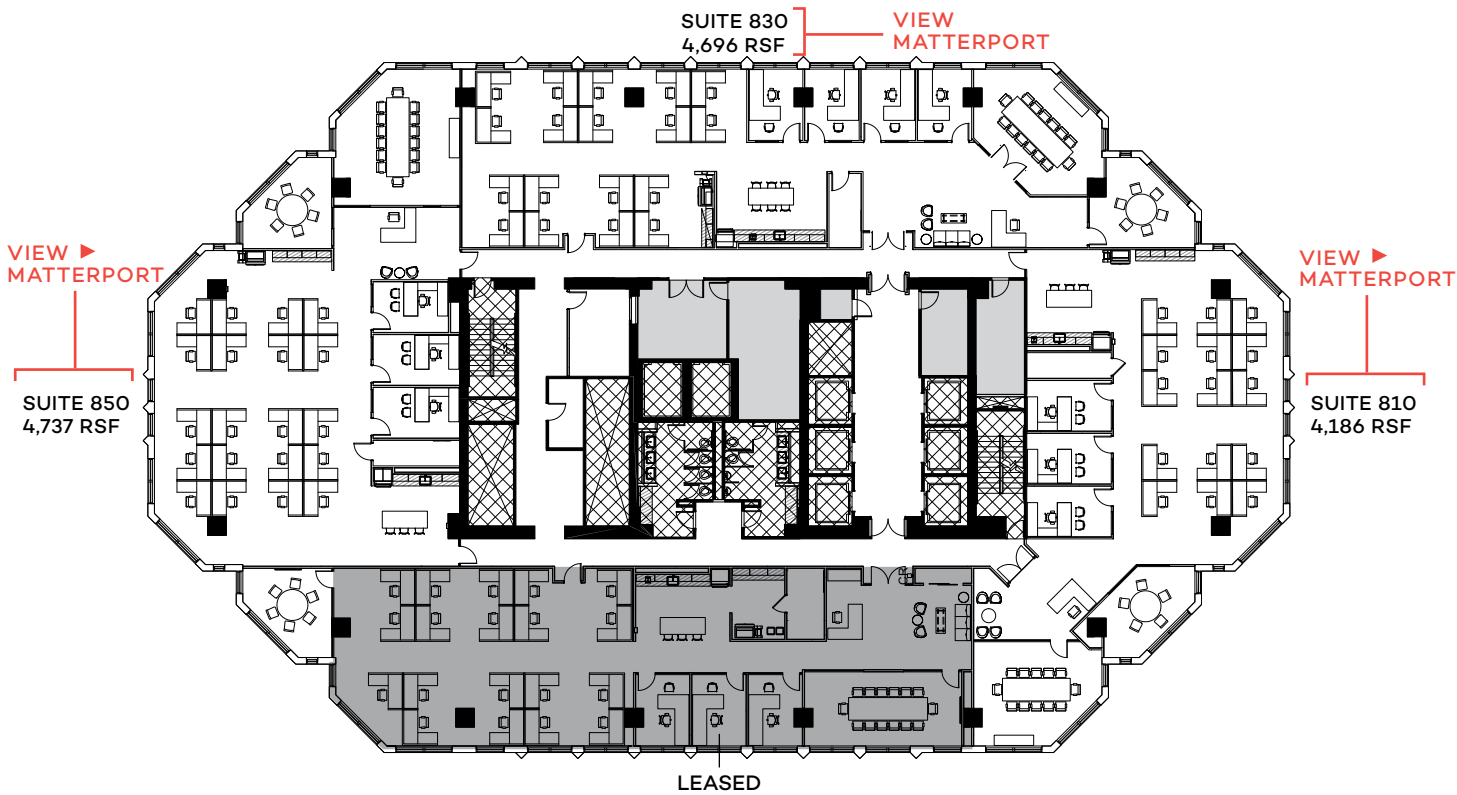 SUITE 830
4,696 RSF
VIEW
MATTERPORT
VIEW ►
MATTERPORT
SUITE 850
4,737 RSF
VIEW ►
MATTERPORT
SUITE 810
4,186 RSF
LEASED